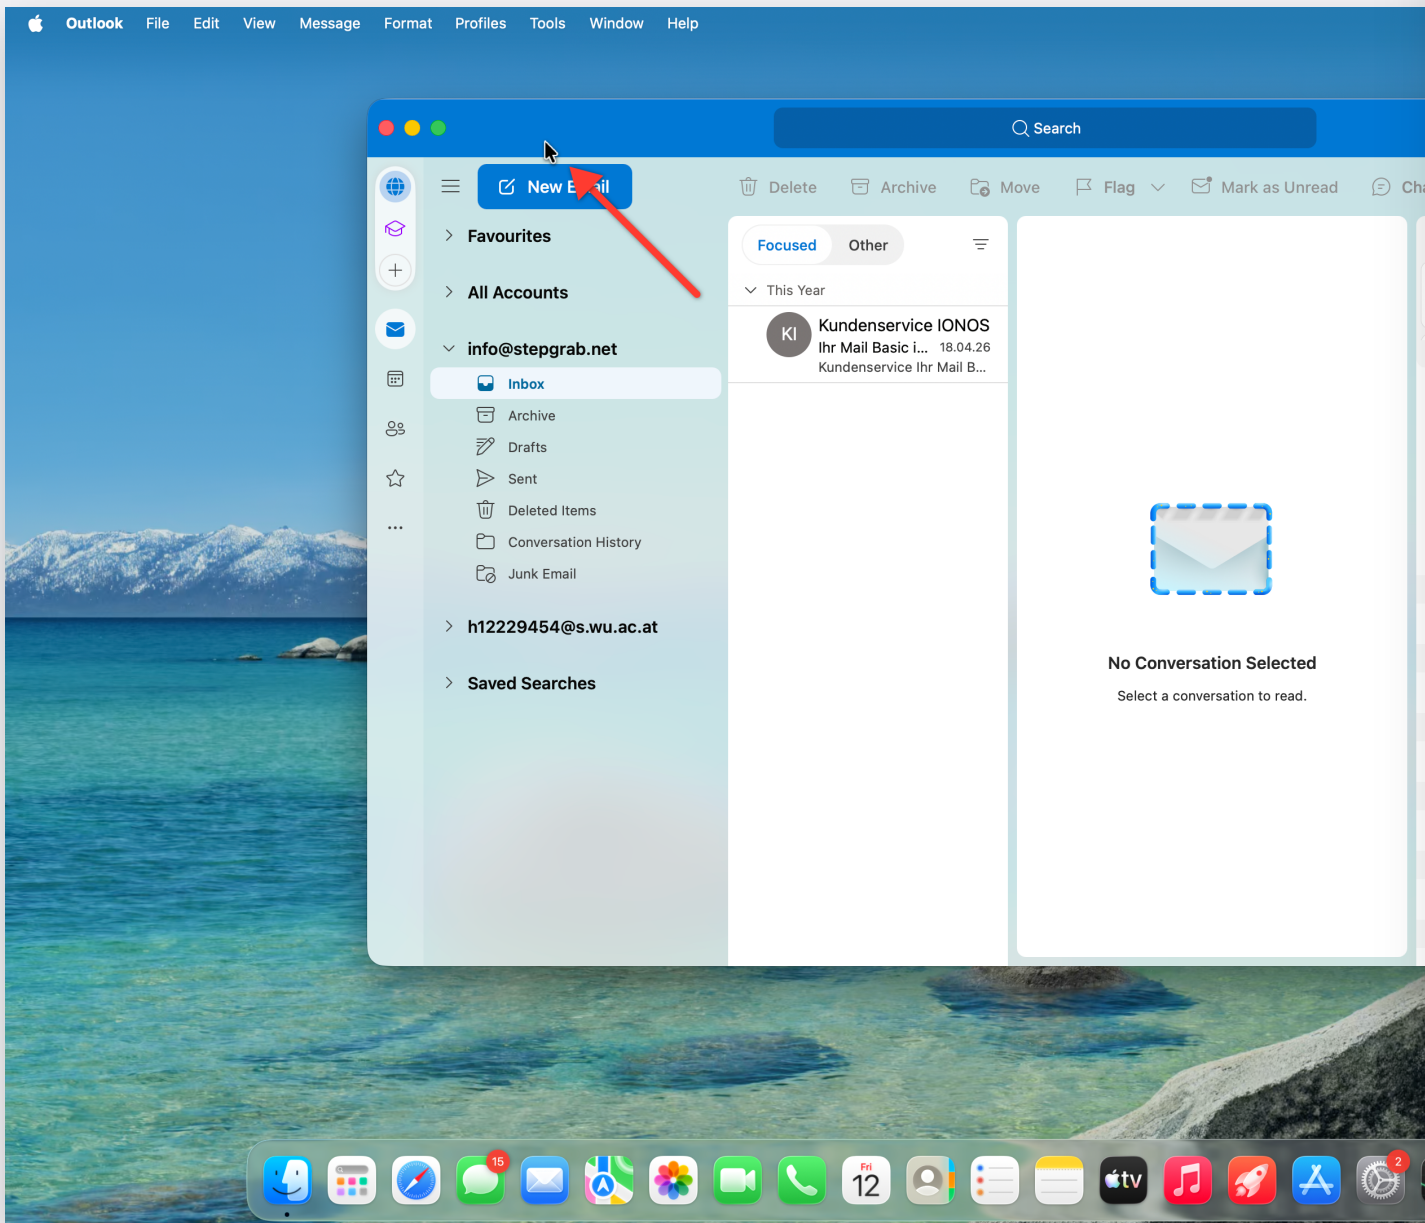 Outlook File Edit View Message Format Profiles Tools Window Help
Search
New
Delete Archive Move Flag Mark as Unread
Favourites
All Accounts
info@stepgrab.net
Inbox
Archive
Drafts
Sent
Deleted Items
Conversation History
Junk Email
h12229454@s.wu.ac.at
Saved Searches
Focused Other
This Year
KI
Kundenservice IONOS
Ihr Mail Basic i... 18.04.26
Kundenservice Ihr Mail B...
No Conversation Selected
Select a conversation to read.
15
Fri
12
tv
2